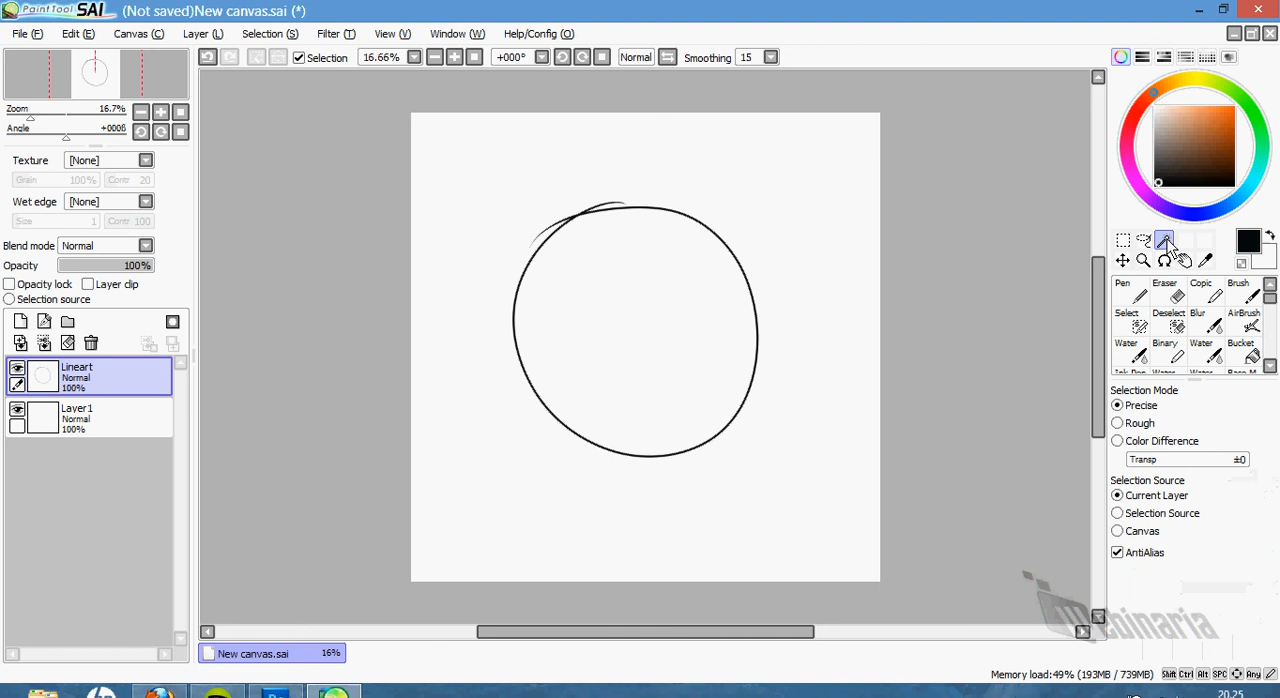 PaintTool SAI (Not saved)New canvas.sai (*)
File (F) Edit (E) Canvas (C) Layer (L) Selection (S) Filter (T) View (V) Window (W) Help/Config (O)
Selection 16.66% +000° Normal Smoothing 15
Zoom 16.7%
Angle +000ß
Texture [None]
Grain 100% Contr 20
Wet edge [None]
Size 1 Contr 100
Blend mode Normal
Opacity 100%
Opacity lock Layer clip
Selection source
Lineart
Normal
100%
Layer1
Normal
100%
Pen Eraser Copic Brush
Select Deselect Blur AirBrush
Water Binary Water Bucket
Selection Mode
Precise
Rough
Color Difference
Transp ±0
Selection Source
Current Layer
Selection Source
Canvas
AntiAlias
New canvas.sai 16%
Memory load:49% (193MB / 739MB) Shift Ctrl Alt SPC Any
20.25